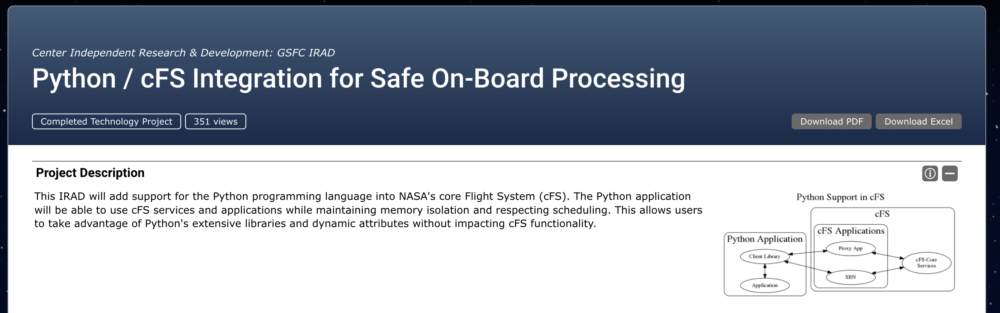 Center Independent Research & Development: GSFC IRAD
Python / cFS Integration for Safe On-Board Processing
Completed Technology Project
351 views
Download PDF
Download Excel
Project Description
This IRAD will add support for the Python programming language into NASA's core Flight System (cFS). The Python application
will be able to use cFS services and applications while maintaining memory isolation and respecting scheduling. This allows users
to take advantage of Python's extensive libraries and dynamic attributes without impacting cFS functionality.
Python Support in cFS
cFS
cFS Applications
Python Application
Proxy App
Client Library
cFS-Core
Services
SBN
Application